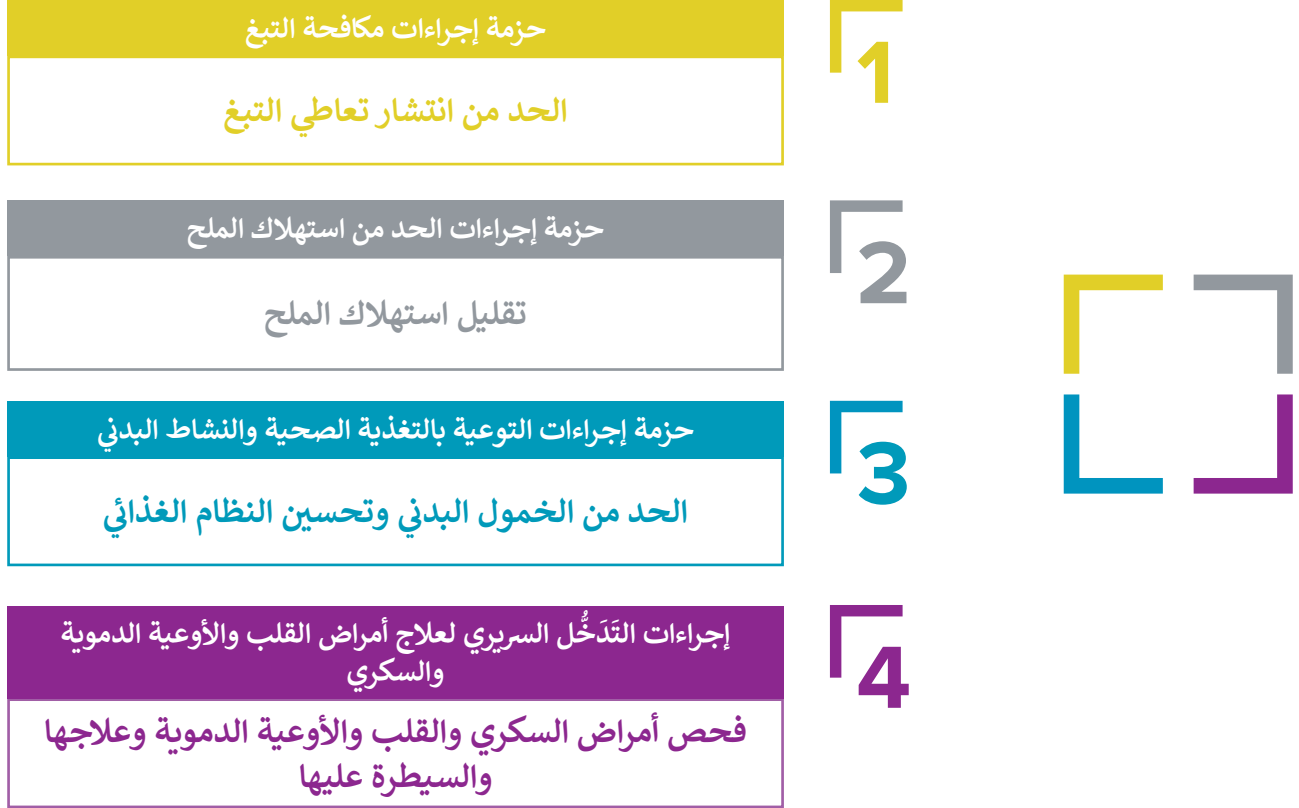 1
حزمة إجراءات مكافحة التبغ
الحد من انتشار تعاطي التبغ
2
حزمة إجراءات الحد من استهلاك الملح
تقليل استهلاك الملح
3
حزمة إجراءات التوعية بالتغذية الصحية والنشاط البدني
الحد من الخمول البدني وتحسين النظام الغذائي
4
إجراءات التَدَخُّل السريري لعلاج أمراض القلب والأوعية الدموية
والسكري
فحص أمراض السكري والقلب والأوعية الدموية وعلاجها
والسيطرة عليها